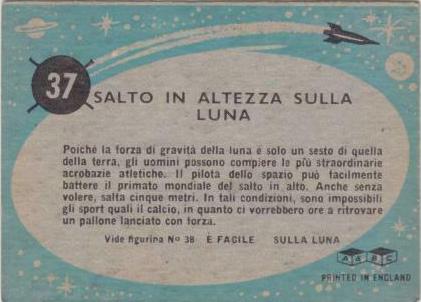 37
SALTO IN ALTEZZA SULLA
LUNA
Poiché la forza di gravità della luna è solo un sesto di quella
della terra, gli uomini possono compiere le più straordinarie
acrobazie atletiche. Il pilota dello spazio può facilmente
battere il primato mondiale del salto in alto. Anche senza
volere, salta cinque metri. In tali condizioni, sono impossibili
gli sport quali il calcio, in quanto ci vorrebbero ore a ritrovare
un pallone lanciato con forza.
Vide figurina Nº 38 È FACILE SULLA LUNA
A & B C
PRINTED IN ENGLAND